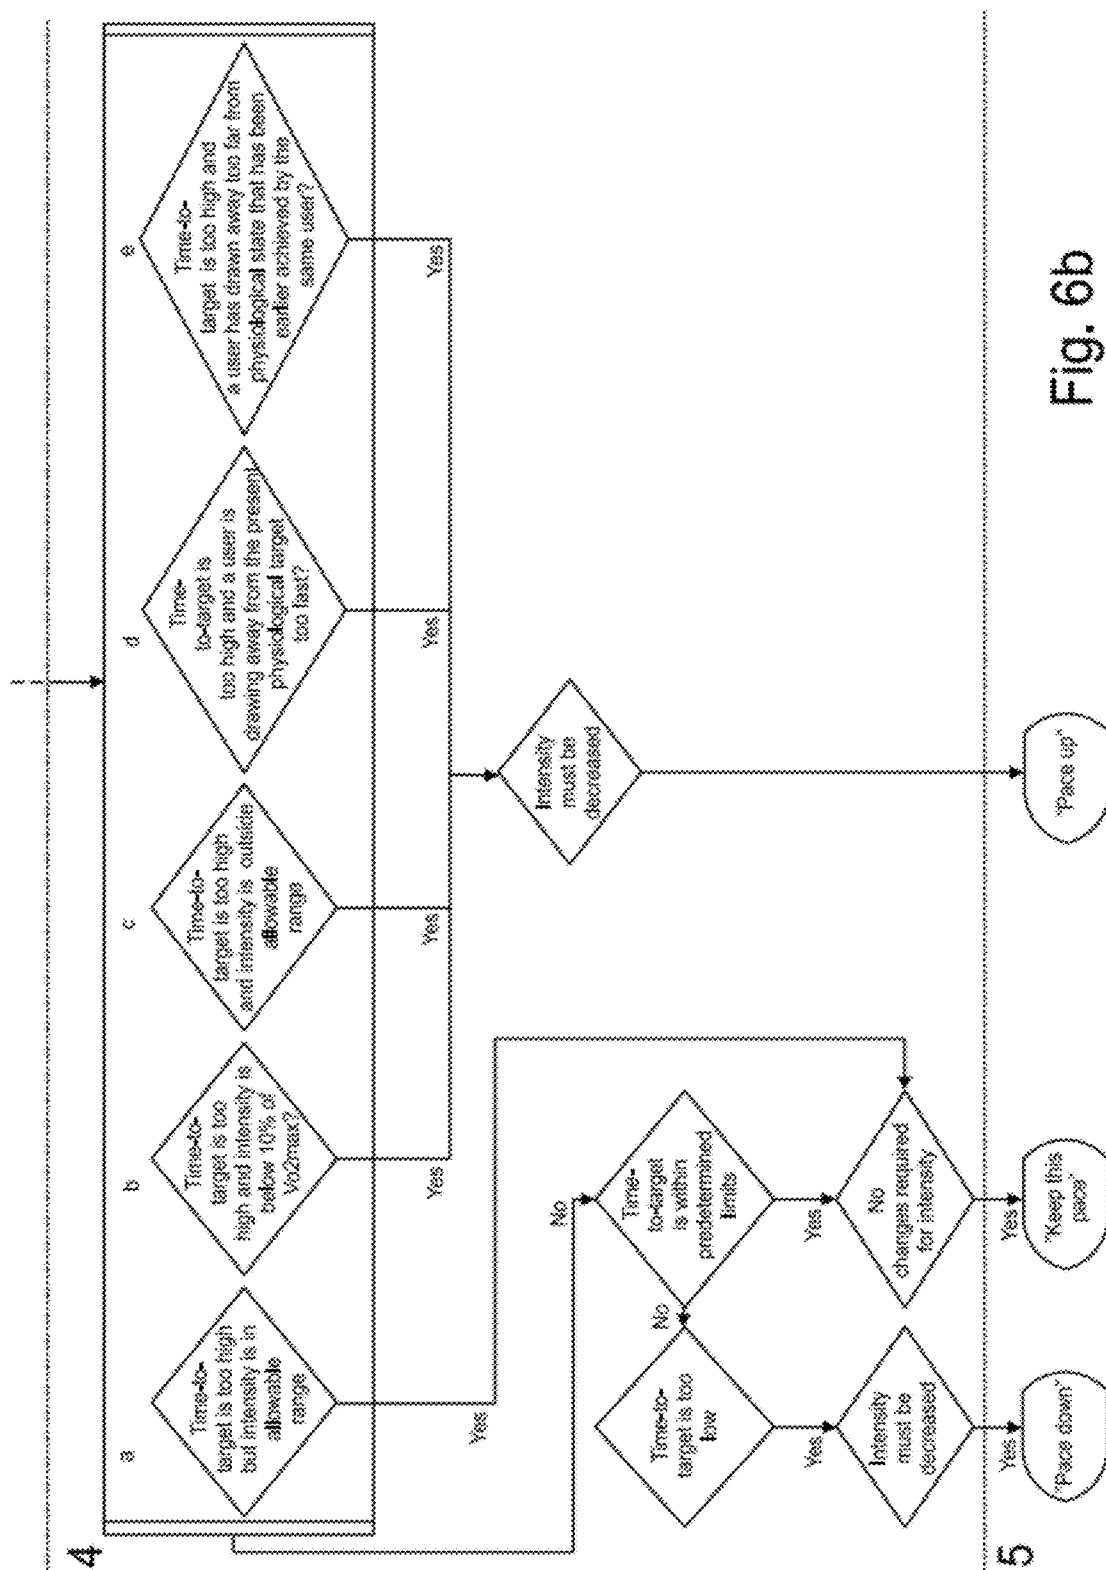 4
a
Time-to-
target is too high
but intensity is in
allowable
range
Yes
b
Time-to-
target is too
high and intensity is
below 10% of
Vo2max?
Yes
c
Time-to-
target is too high
and intensity is outside
allowable
range
Yes
d
Time-
to-target is
too high and a user is
drawing away from the present
physiological target
too fast?
Yes
e
Time-to-
target is too high and
a user has drawn away too far from
physiological state that has been
earlier achieved by the
same user?
Yes
No
Time-
to-target
is within
predetermined
limits
No
Yes
Time-to-
target is too
low
Yes
Intensity
must be
decreased
No
changes required
for intensity
Intensity
must be
decreased
5
Yes
"Pace down"
Yes
"Keep this
pace"
"Pace up"
Fig. 6b